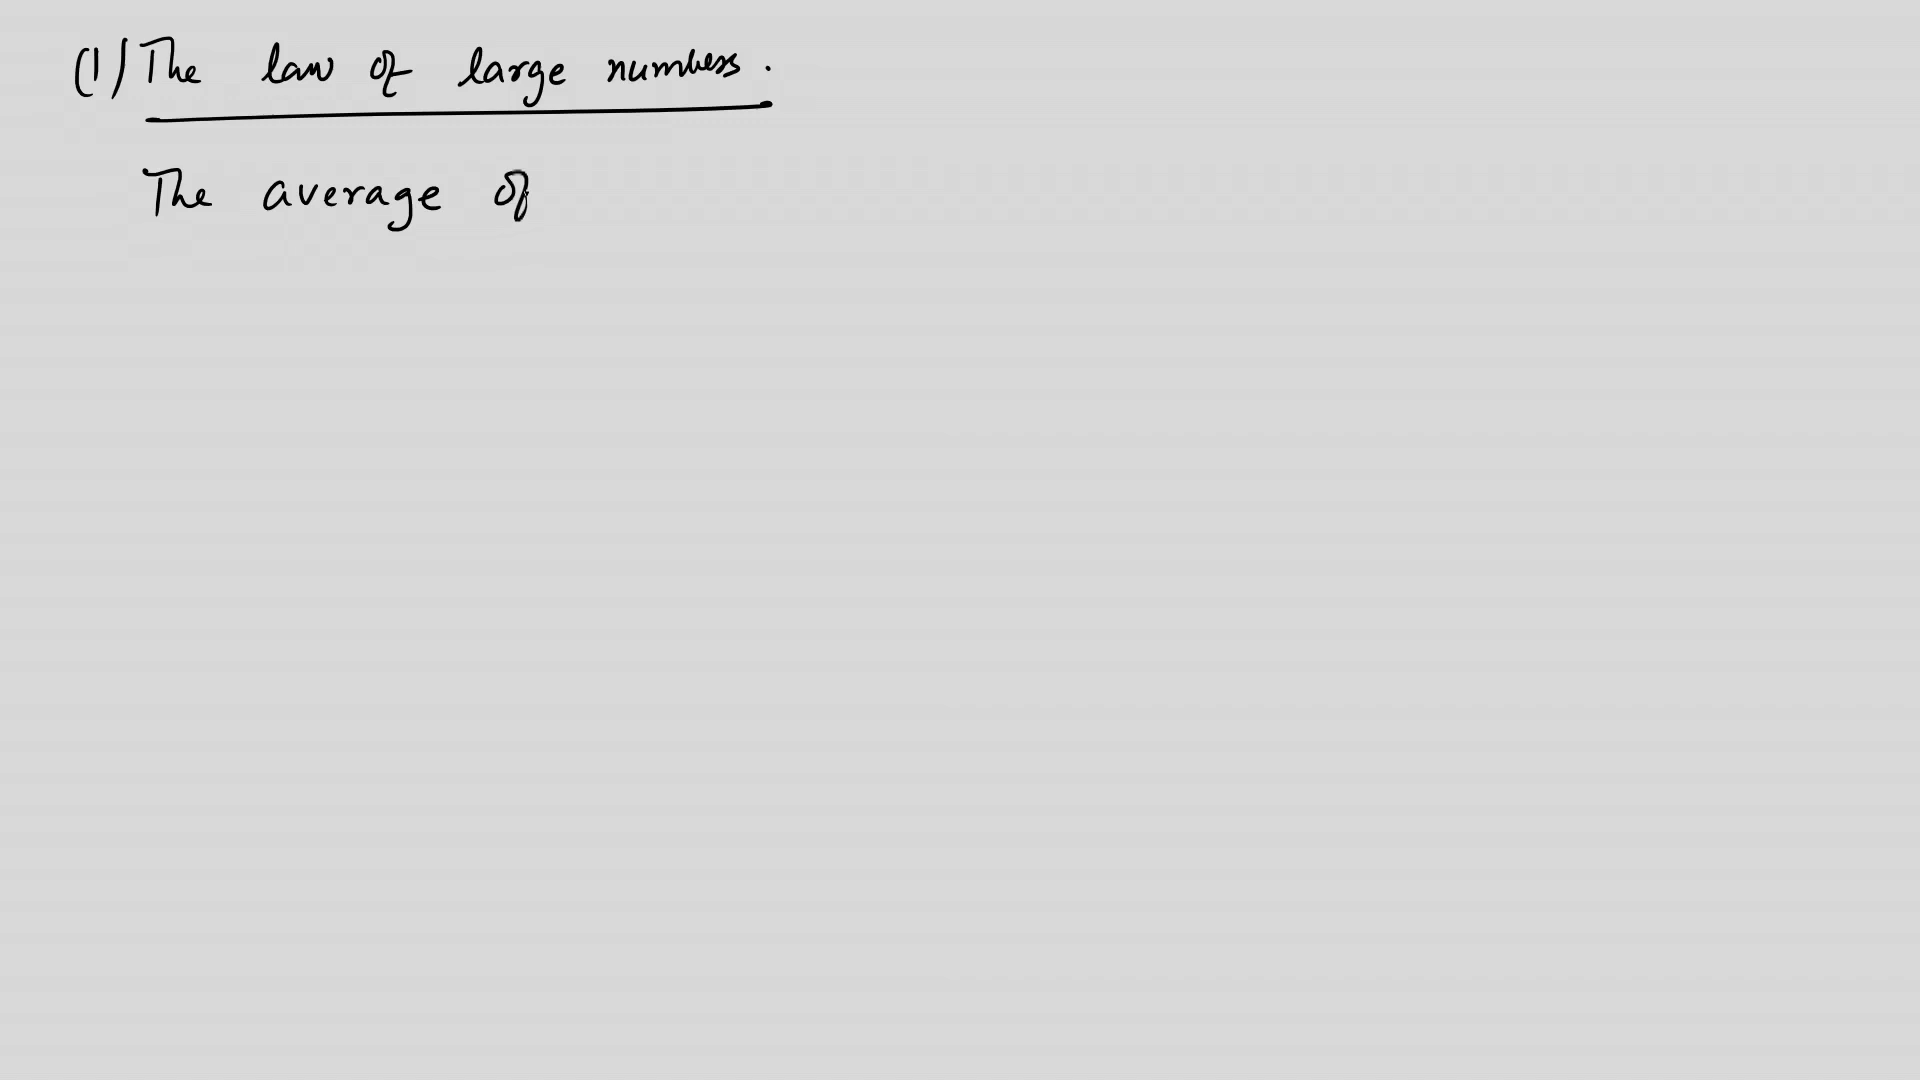 (1) The law of large numbers.
The average of